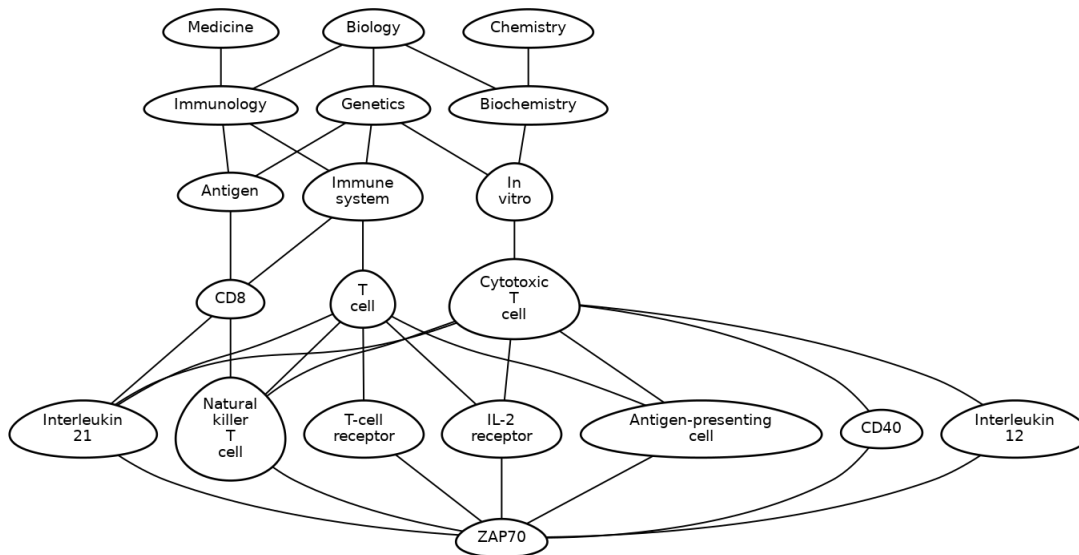 Medicine
Biology
Chemistry
Immunology
Genetics
Biochemistry
Antigen
Immune
system
In
vitro
CD8
T
cell
Cytotoxic
T
cell
Interleukin
21
Natural
killer
T
cell
T-cell
receptor
IL-2
receptor
Antigen-presenting
cell
CD40
Interleukin
12
ZAP70